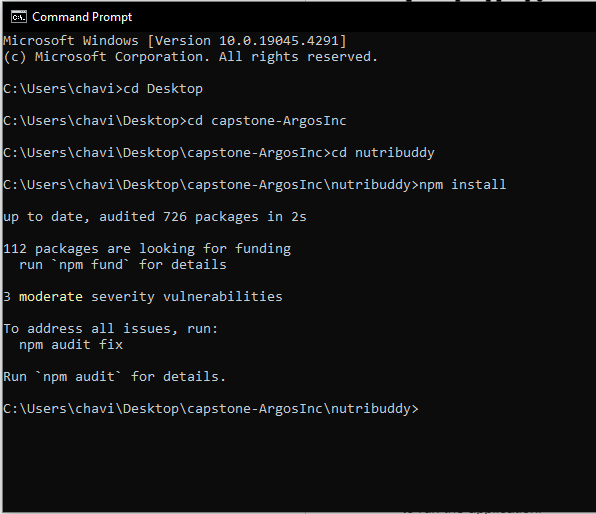 Command Prompt
Microsoft Windows [Version 10.0.19045.4291]
(c) Microsoft Corporation. All rights reserved.
C:\Users\chavi>cd Desktop
C:\Users\chavi\Desktop>cd capstone-ArgosInc
C:\Users\chavi\Desktop\capstone-ArgosInc>cd nutribuddy
C:\Users\chavi\Desktop\capstone-ArgosInc\nutribuddy>npm install
up to date, audited 726 packages in 2s
112 packages are looking for funding
run `npm fund` for details
3 moderate severity vulnerabilities
To address all issues, run:
npm audit fix
Run `npm audit` for details.
C:\Users\chavi\Desktop\capstone-ArgosInc\nutribuddy>